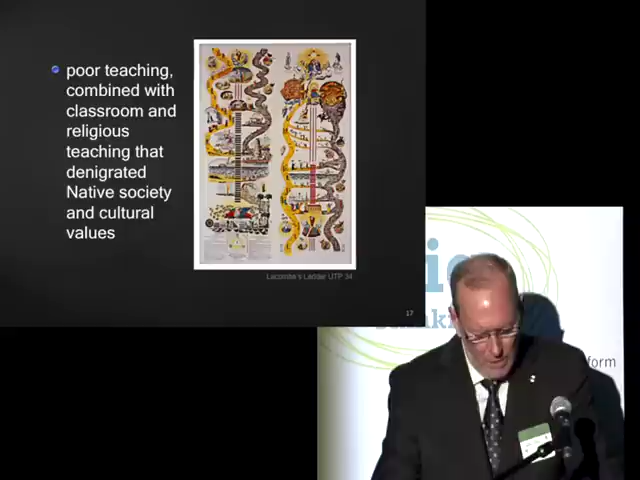 poor teaching,
combined with
classroom and
religious
teaching that
denigrated
Native society
and cultural
values
Lacombe's Ladder UTP 34
17
form